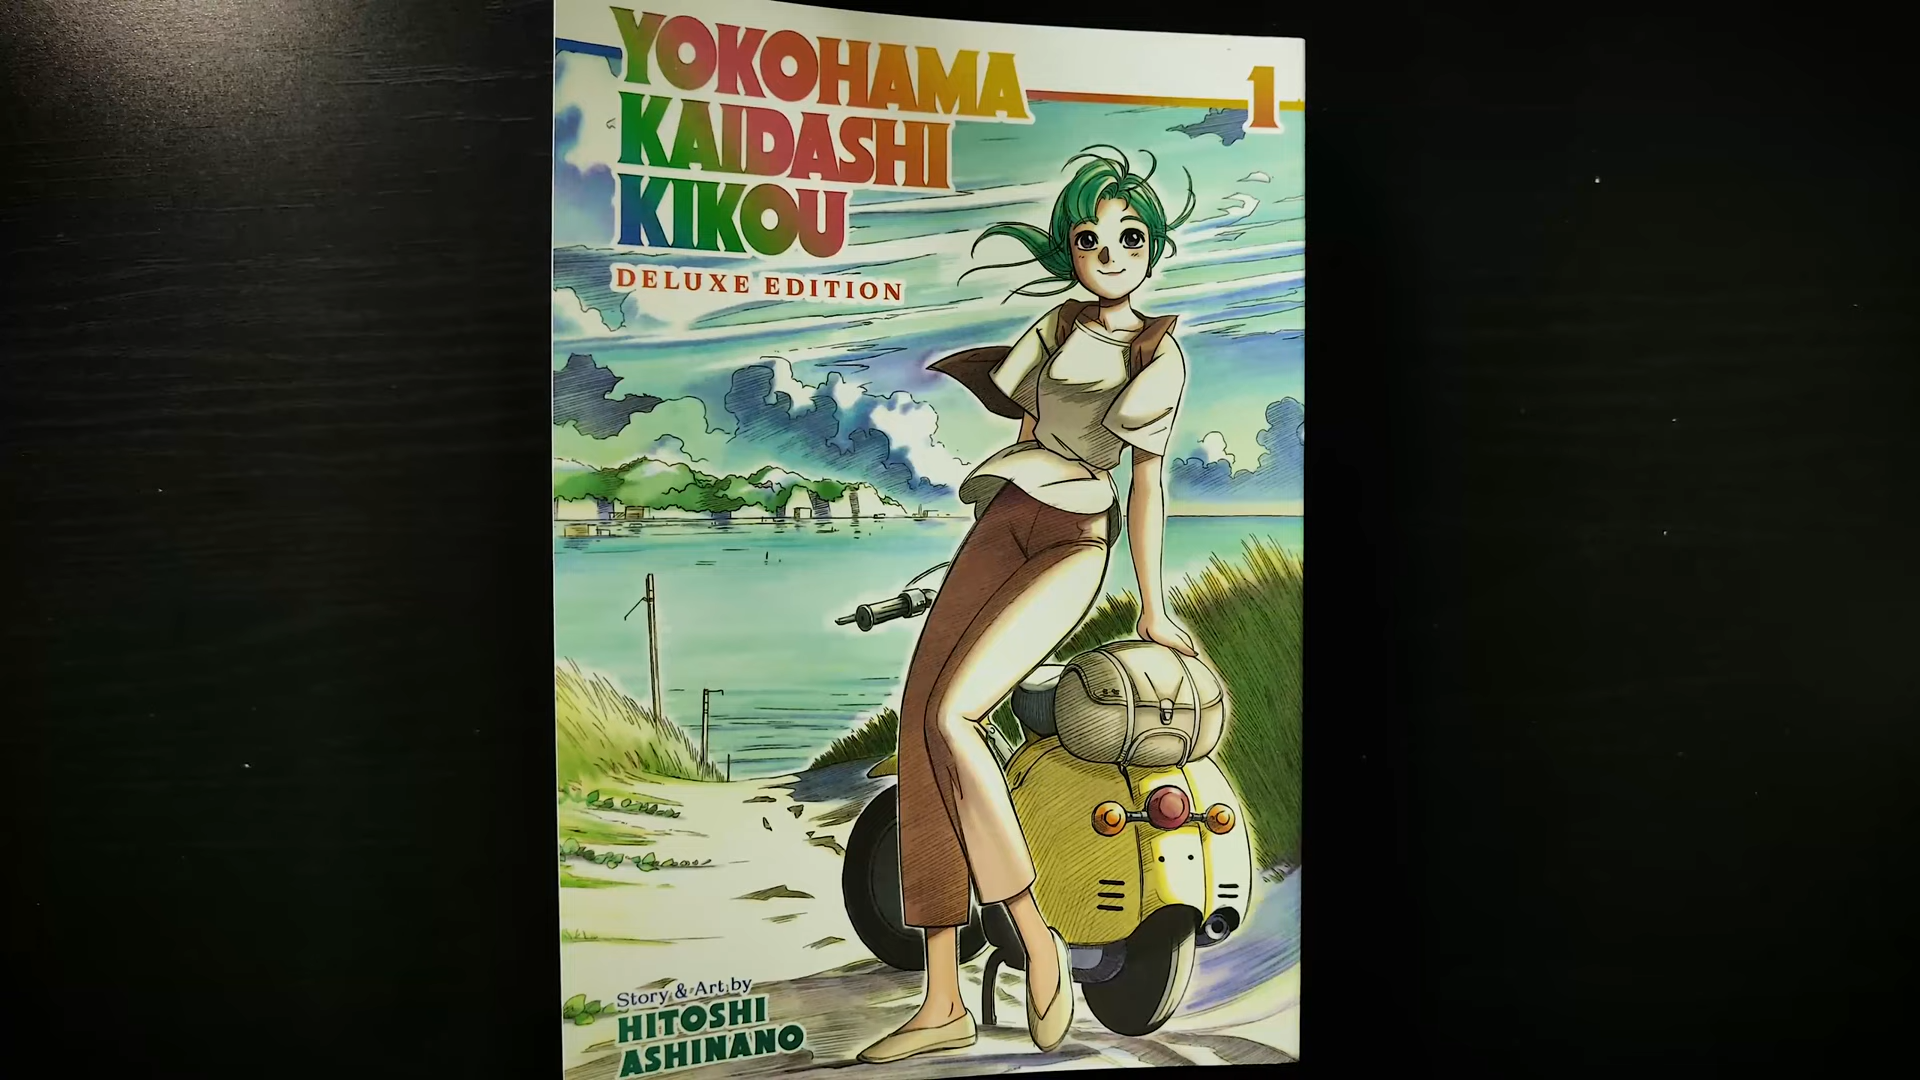 YOKOHAMA
KAIDASHI
KIKOU
1
DELUXE EDITION
Story & Art by
HITOSHI
ASHINANO